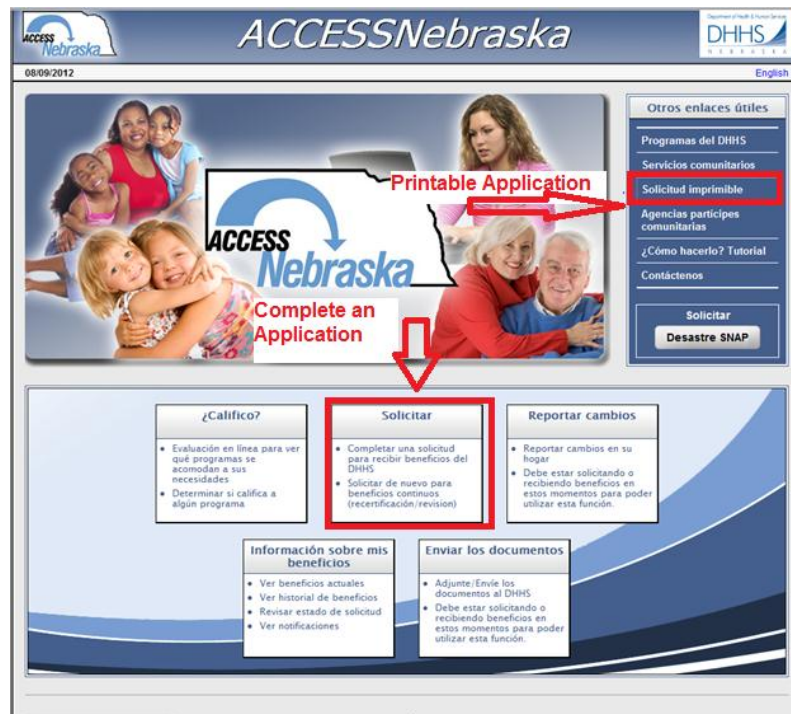 ACCESS
Nebraska
ACCESSNebraska
Department of Health & Human Services
DHHS
NEBRASKA
08/09/2012
English
ACCESS
Nebraska
Printable Application
Complete an
Application
Otros enlaces útiles
Programas del DHHS
Servicios comunitarios
Solicitud imprimible
Agencias partícipes
comunitarias
¿Cómo hacerlo? Tutorial
Contáctenos
Solicitar
Desastre SNAP
¿Califico?
• Evaluación en línea para ver
qué programas se
acomodan a sus
necesidades
• Determinar si califica a
algún programa
Solicitar
• Completar una solicitud
para recibir beneficios del
DHHS
• Solicitar de nuevo para
beneficios continuos
(recertificación/revision)
Reportar cambios
• Reportar cambios en su
hogar
• Debe estar solicitando o
recibiendo beneficios en
estos momentos para poder
utilizar esta función.
Información sobre mis
beneficios
• Ver beneficios actuales
• Ver historial de beneficios
• Revisar estado de solicitud
• Ver notificaciones
Enviar los documentos
• Adjunte/Envíe los
documentos al DHHS
• Debe estar solicitando o
recibiendo beneficios en
estos momentos para poder
utilizar esta función.